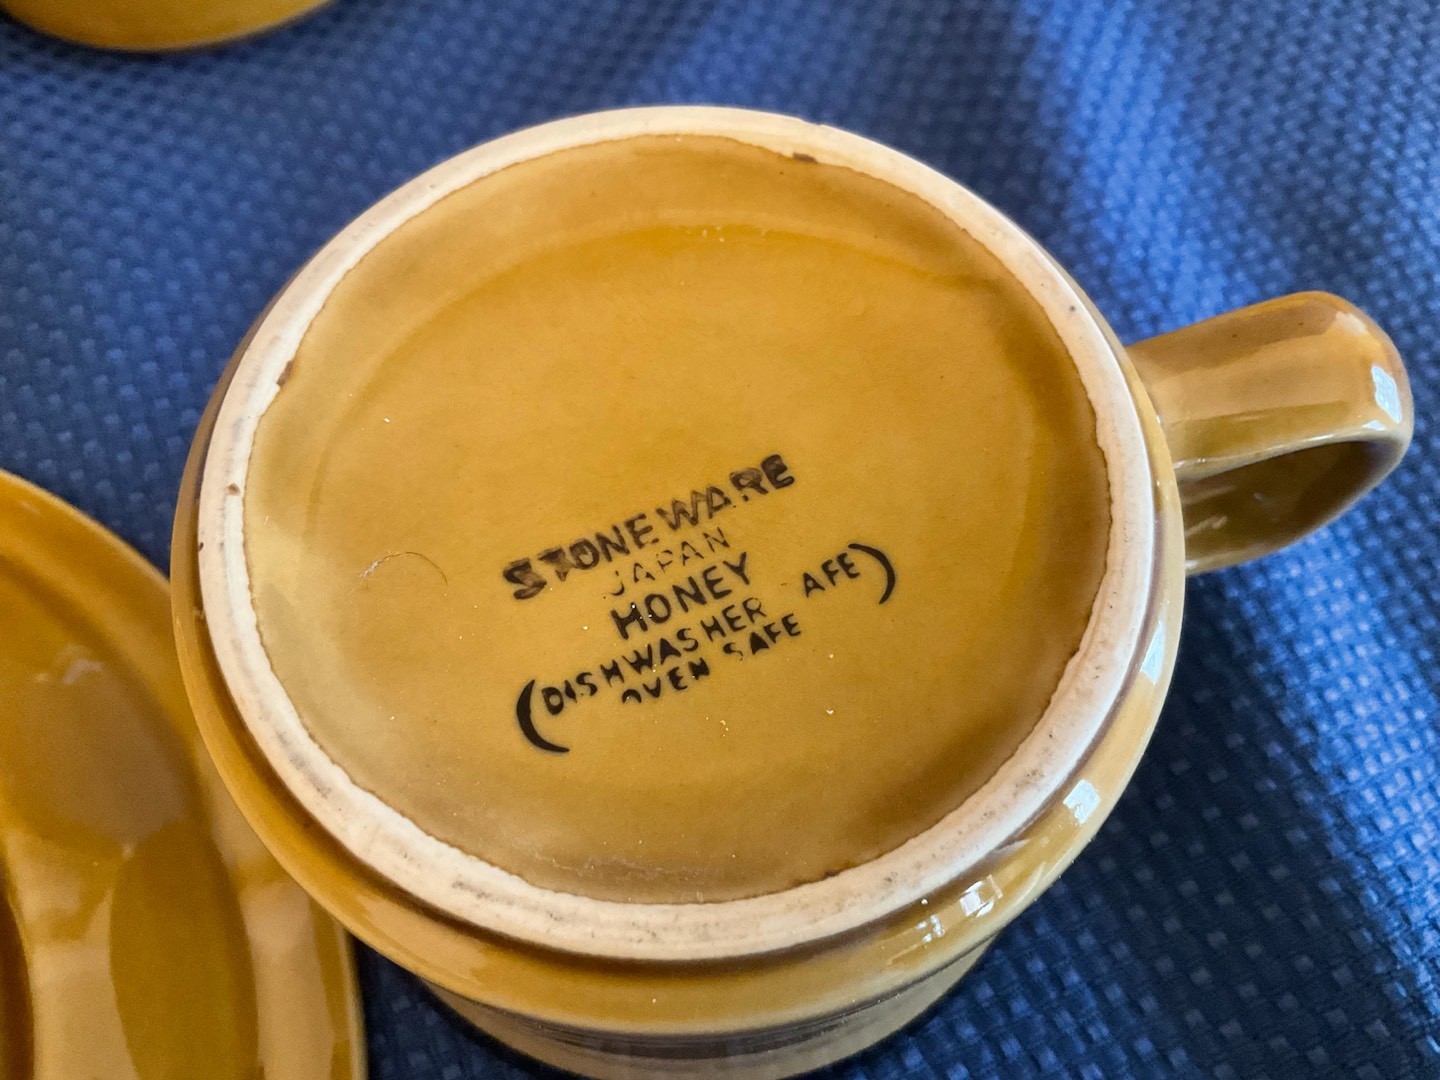 STONEWARE
JAPAN
HONEY
(DISHWASHER AFE)
OVEN SAFE